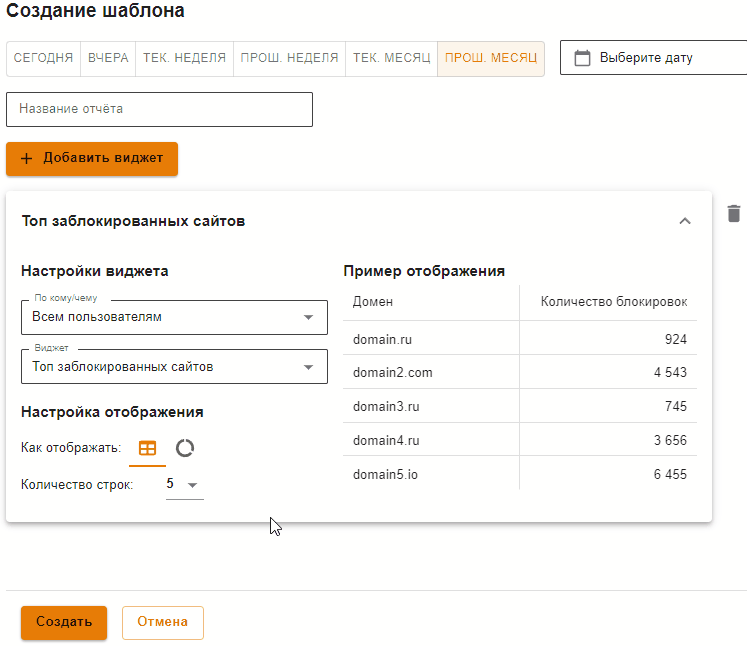 Создание шаблона
СЕГОДНЯ ВЧЕРА ТЕК. НЕДЕЛЯ ПРОШ. НЕДЕЛЯ ТЕК. МЕСЯЦ ПРОШ. МЕСЯЦ Выберите дату
Название отчёта
+ Добавить виджет
Топ заблокированных сайтов
Настройки виджета
По кому/чему
Всем пользователям
Виджет
Топ заблокированных сайтов
Настройка отображения
Как отображать:
Количество строк: 5
Пример отображения
Домен Количество блокировок
domain.ru 924
domain2.com 4 543
domain3.ru 745
domain4.ru 3 656
domain5.io 6 455
Создать Отмена